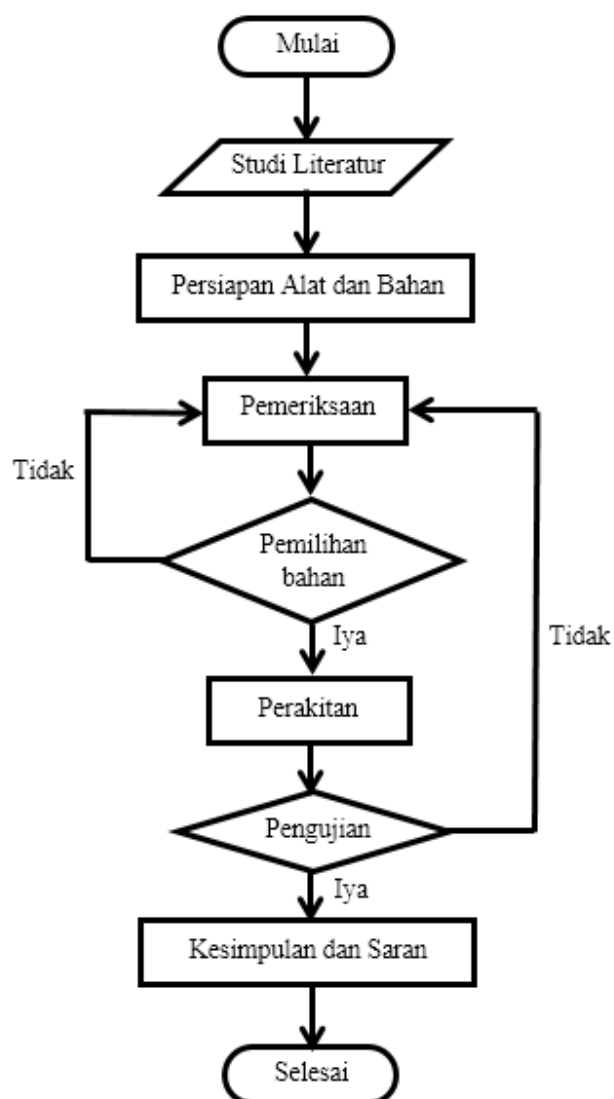 Mulai
Studi Literatur
Persiapan Alat dan Bahan
Pemeriksaan
Tidak
Pemilihan
bahan
Iya
Tidak
Perakitan
Pengujian
Iya
Kesimpulan dan Saran
Selesai